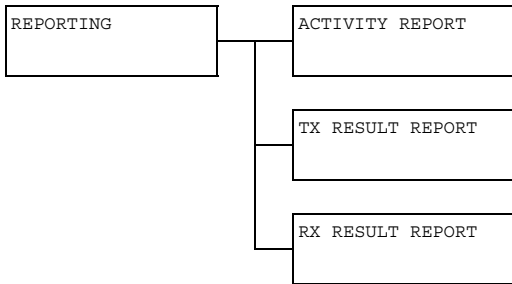 REPORTING
ACTIVITY REPORT
TX RESULT REPORT
RX RESULT REPORT